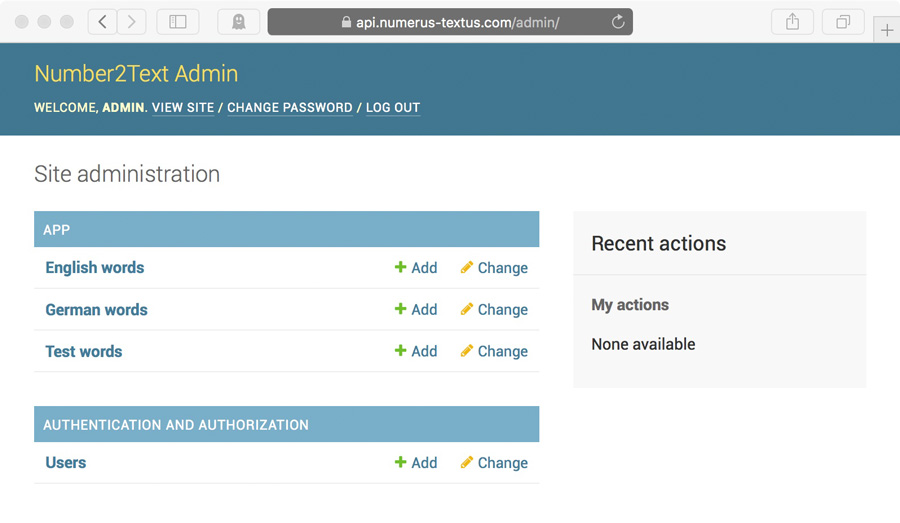 api.numerus-textus.com/admin/
Number2Text Admin
WELCOME, ADMIN. VIEW SITE / CHANGE PASSWORD / LOG OUT
Site administration
APP
English words Add Change
German words Add Change
Test words Add Change
AUTHENTICATION AND AUTHORIZATION
Users Add Change
Recent actions
My actions
None available